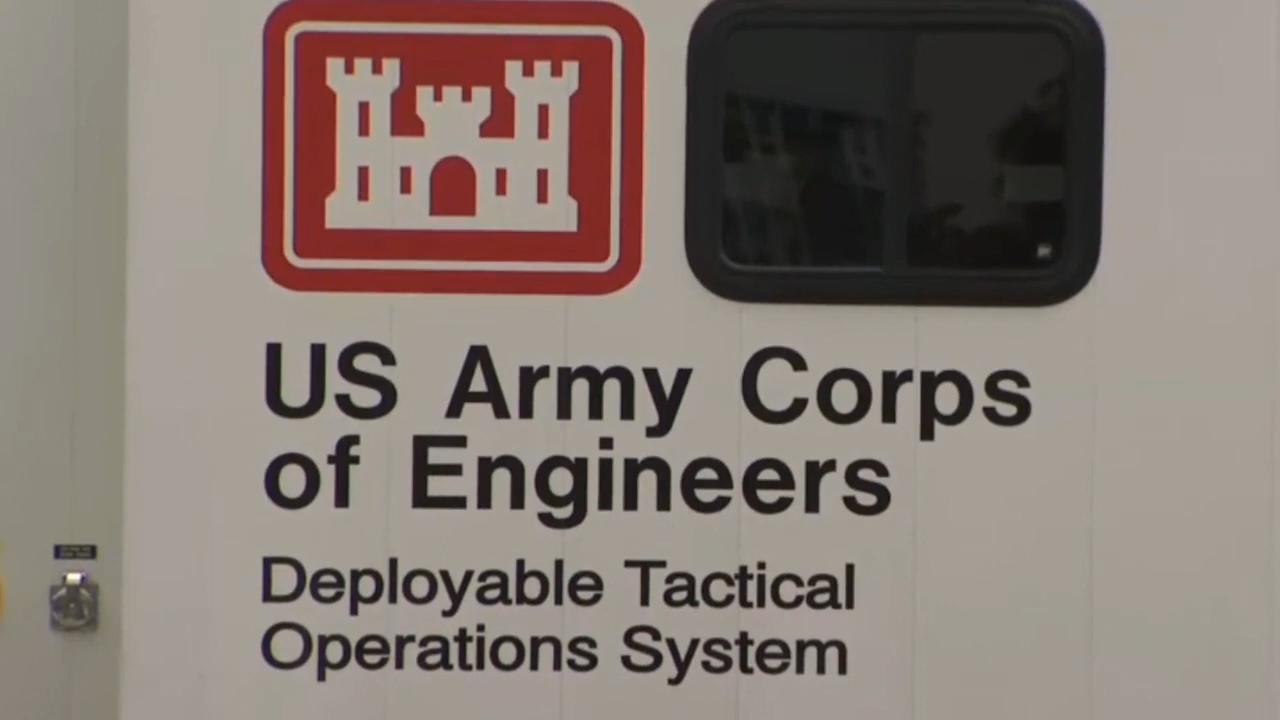 US Army Corps
of Engineers
Deployable Tactical
Operations System